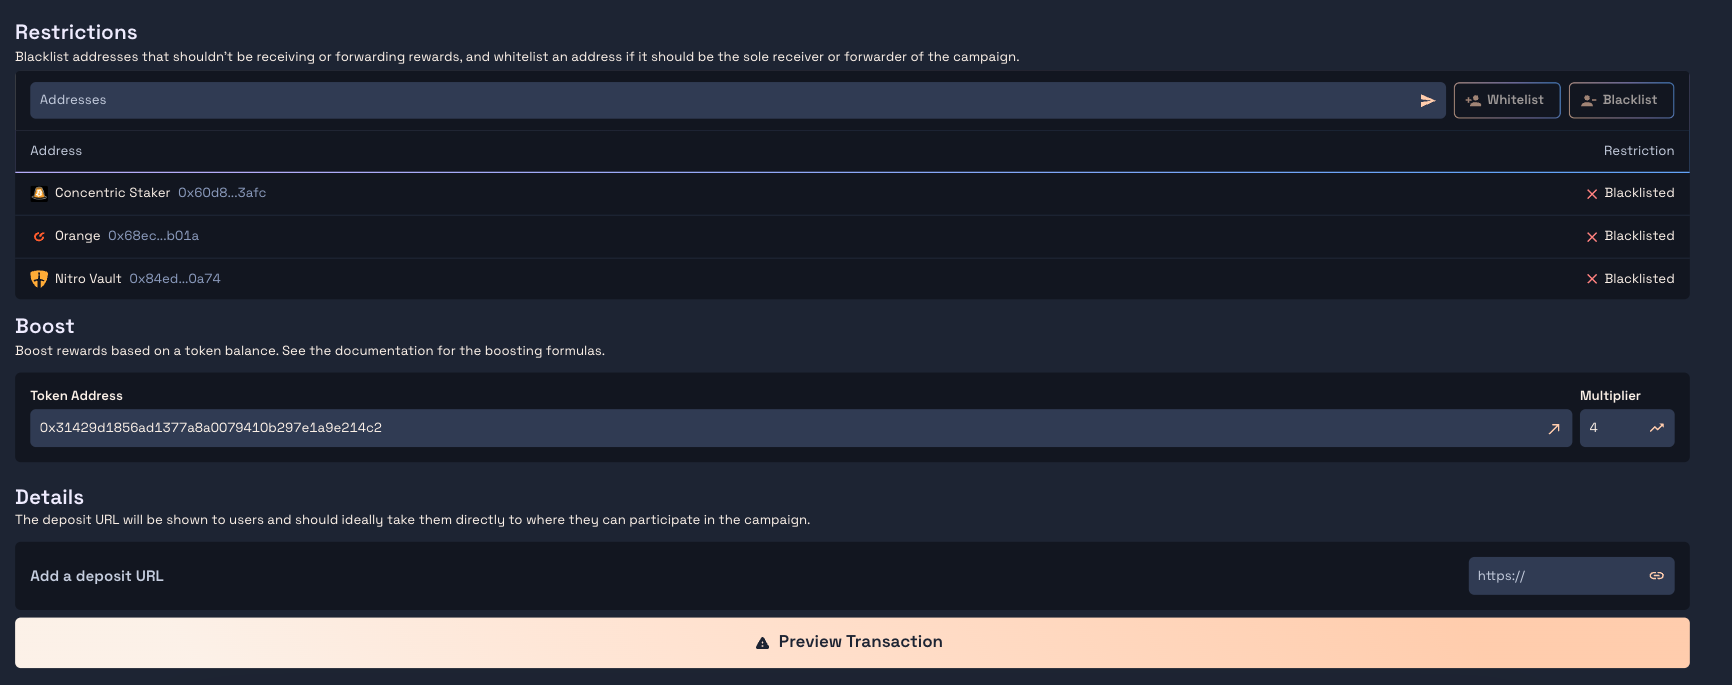 Restrictions
Blacklist addresses that shouldn't be receiving or forwarding rewards, and whitelist an address if it should be the sole receiver or forwarder of the campaign.
Addresses Whitelist Blacklist
Address Restriction
Concentric Staker 0x60d8...3afc Blacklisted
Orange 0x68ec...b01a Blacklisted
Nitro Vault 0x84ed...0a74 Blacklisted
Boost
Boost rewards based on a token balance. See the documentation for the boosting formulas.
Token Address Multiplier
0x31429d1856ad1377a8a0079410b297e1a9e214c2 4
Details
The deposit URL will be shown to users and should ideally take them directly to where they can participate in the campaign.
Add a deposit URL https://
Preview Transaction